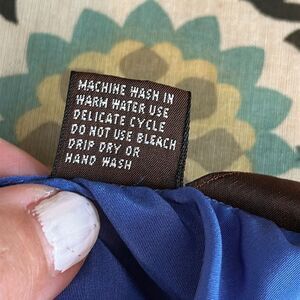 MACHINE WASH IN
WARM WATER USE
DELICATE CYCLE
DO NOT USE BLEACH
DRIP DRY OR
HAND WASH